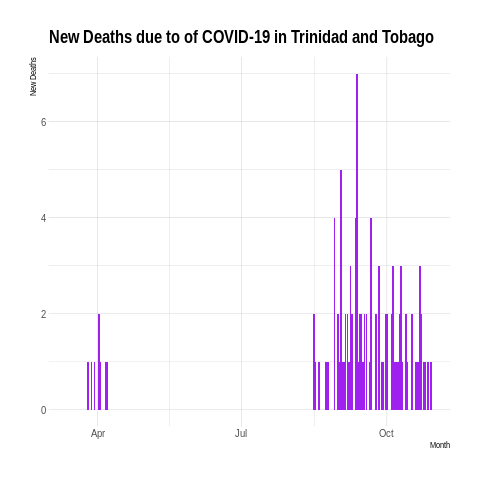 New Deaths due to of COVID-19 in Trinidad and Tobago
New Deaths
6
4
2
0
Apr
Jul
Oct
Month